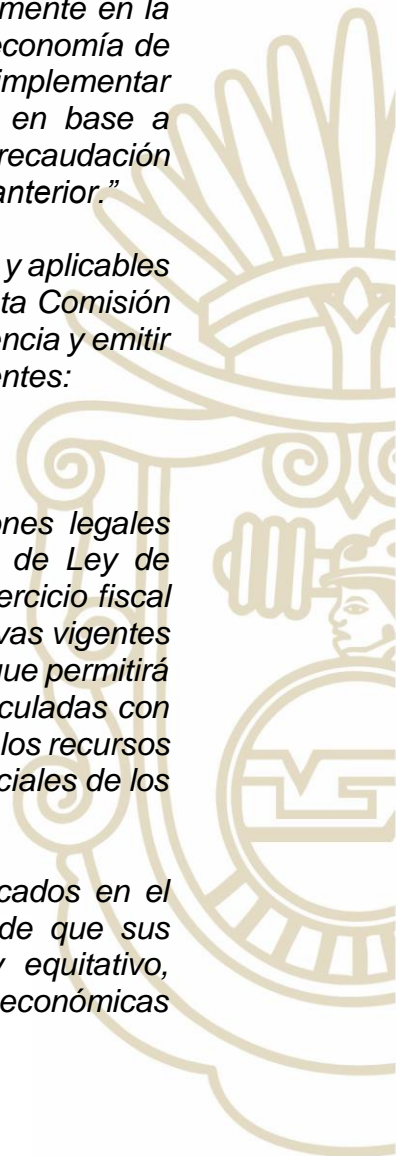 mente en la
economía de
implementar
en base a
recaudación
anterior.”
y aplicables
ta Comisión
encia y emitir
entes:
ones legales
de Ley de
ercicio fiscal
vas vigentes
que permitirá
culadas con
los recursos
ciales de los
cados en el
de que sus
equitativo,
económicas